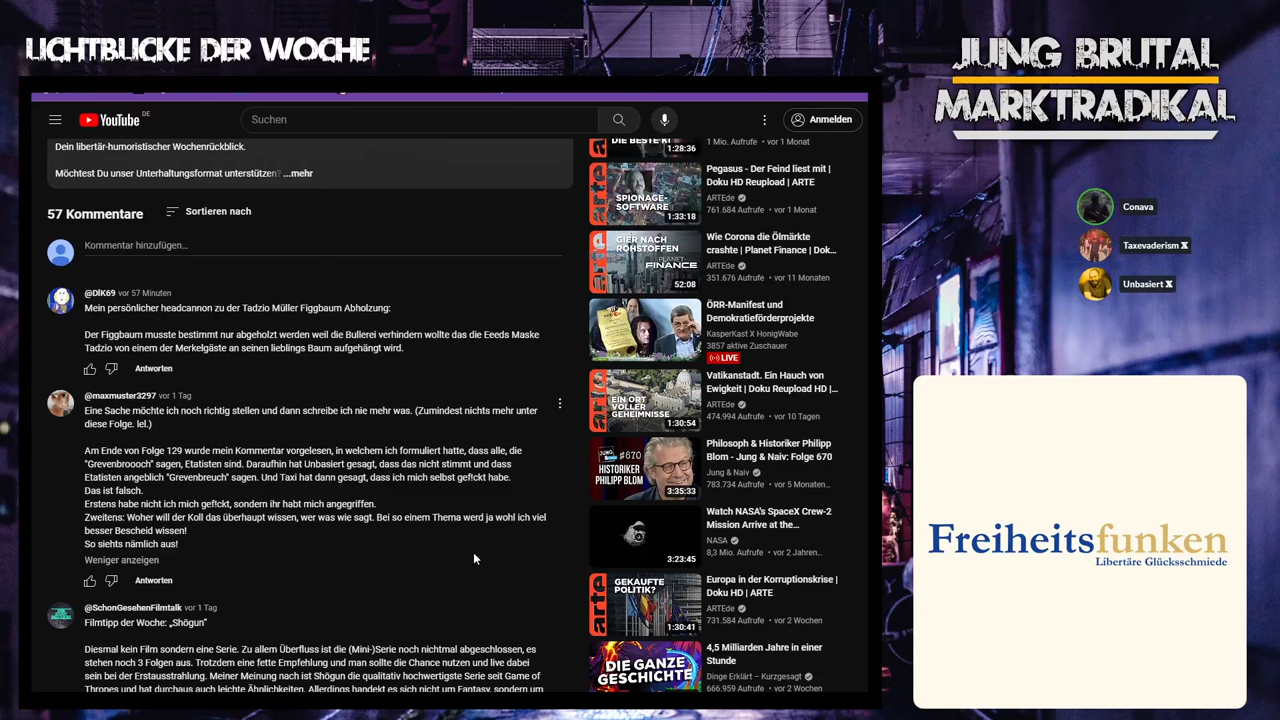 LICHTBLICKE DER WOCHE
JUNG BRUTAL
MARKTRADIKAL
YouTube DE
Suchen
Anmelden
Dein libertär-humoristischer Wochenrückblick.
Möchtest Du unser Unterhaltungsformat unterstützen? ...mehr
57 Kommentare
Sortieren nach
Kommentar hinzufügen...
@DlK69 vor 57 Minuten
Mein persönlicher headcannon zu der Tadzio Müller Figgbaum Abholzung:
Der Figgbaum musste bestimmt nur abgeholzt werden weil die Bullerei verhindern wollte das die Eeeds Maske
Tadzio von einem der Merkelgäste an seinen lieblings Baum aufgehängt wird.
Antworten
@maxmuster3297 vor 1 Tag
Eine Sache möchte ich noch richtig stellen und dann schreibe ich nie mehr was. (Zumindest nichts mehr unter
diese Folge. lel.)
Am Ende von Folge 129 wurde mein Kommentar vorgelesen, in welchem ich formuliert hatte, dass alle, die
"Grevenbroooch" sagen, Etatisten sind. Daraufhin hat Unbasiert gesagt, dass das nicht stimmt und dass
Etatisten angeblich "Grevenbreuch" sagen. Und Taxi hat dann gesagt, dass ich mich selbst gef!ckt habe.
Das ist falsch.
Erstens habe nicht ich mich gef!ckt, sondern ihr habt mich angegriffen.
Zweitens: Woher will der Koll das überhaupt wissen, wer was wie sagt. Bei so einem Thema werd ja wohl ich viel
besser Bescheid wissen!
So siehts nämlich aus!
Weniger anzeigen
Antworten
@SchonGesehenFilmtalk vor 1 Tag
Filmtipp der Woche: „Shōgun"
Diesmal kein Film sondern eine Serie. Zu allem Überfluss ist die (Mini-)Serie noch nichtmal abgeschlossen, es
stehen noch 3 Folgen aus. Trotzdem eine fette Empfehlung und man sollte die Chance nutzen und live dabei
sein bei der Erstausstrahlung. Meiner Meinung nach ist Shōgun die qualitativ hochwertigste Serie seit Game of
Thrones und hat durchaus auch leichte Ähnlichkeiten. Allerdings handekt es sich nicht um Fantasy, sondern um
DIE BESTE KI
1:28:36
1 Mio. Aufrufe • vor 1 Monat
arte
SPIONAGE-
SOFTWARE
1:33:18
Pegasus - Der Feind liest mit |
Doku HD Reupload | ARTE
ARTEde
761.684 Aufrufe • vor 1 Monat
arte
GIER NACH
ROHSTOFFEN
PLANET
FINANCE
52:08
Wie Corona die Ölmärkte
crashte | Planet Finance | Dok...
ARTEde
351.676 Aufrufe • vor 11 Monaten
ÖRR-Manifest und
Demokratieförderprojekte
KasperKast X HonigWabe
3857 aktive Zuschauer
LIVE
arte
EIN ORT
VOLLER
GEHEIMNISSE
1:30:54
Vatikanstadt. Ein Hauch von
Ewigkeit | Doku Reupload HD |...
ARTEde
474.994 Aufrufe • vor 10 Tagen
JUNG
#670
HISTORIKER
PHILIPP BLOM
3:35:33
Philosoph & Historiker Philipp
Blom - Jung & Naiv: Folge 670
Jung & Naiv
783.734 Aufrufe • vor 5 Monaten...
3:23:45
Watch NASA's SpaceX Crew-2
Mission Arrive at the...
NASA
8,3 Mio. Aufrufe • vor 2 Jahren...
arte
GEKAUFTE
POLITIK?
1:30:41
Europa in der Korruptionskrise |
Doku HD | ARTE
ARTEde
731.584 Aufrufe • vor 2 Wochen
DIE GANZE
GESCHICHTE
4,5 Milliarden Jahre in einer
Stunde
Dinge Erklärt – Kurzgesagt
666.959 Aufrufe • vor 2 Wochen
Conava
Taxevaderism X
Unbasiert X
Freiheitsfunken
Libertäre Glücksschmiede